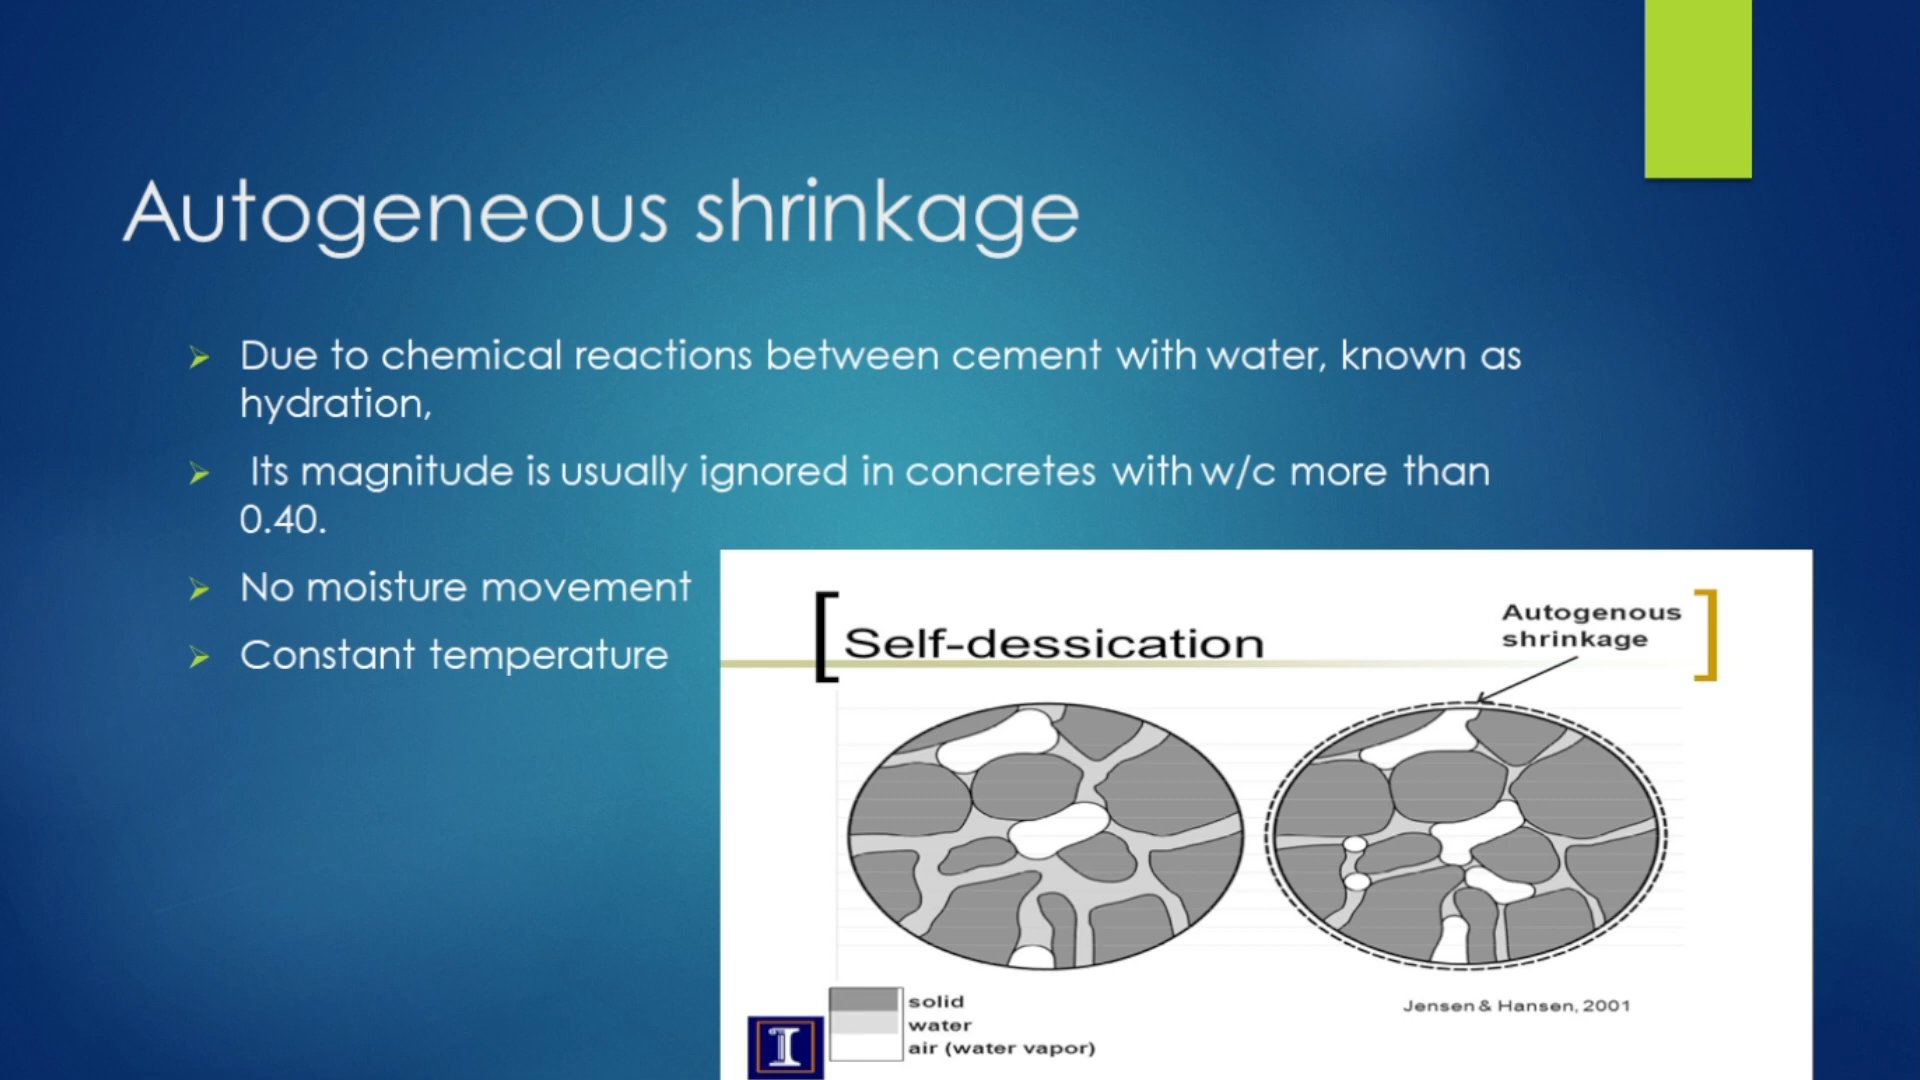 Autogeneous shrinkage
Due to chemical reactions between cement with water, known as
hydration,
Its magnitude is usually ignored in concretes with w/c more than
0.40.
No moisture movement
Constant temperature
Self-dessication
Autogenous
shrinkage
solid
water
air (water vapor)
Jensen & Hansen, 2001
I